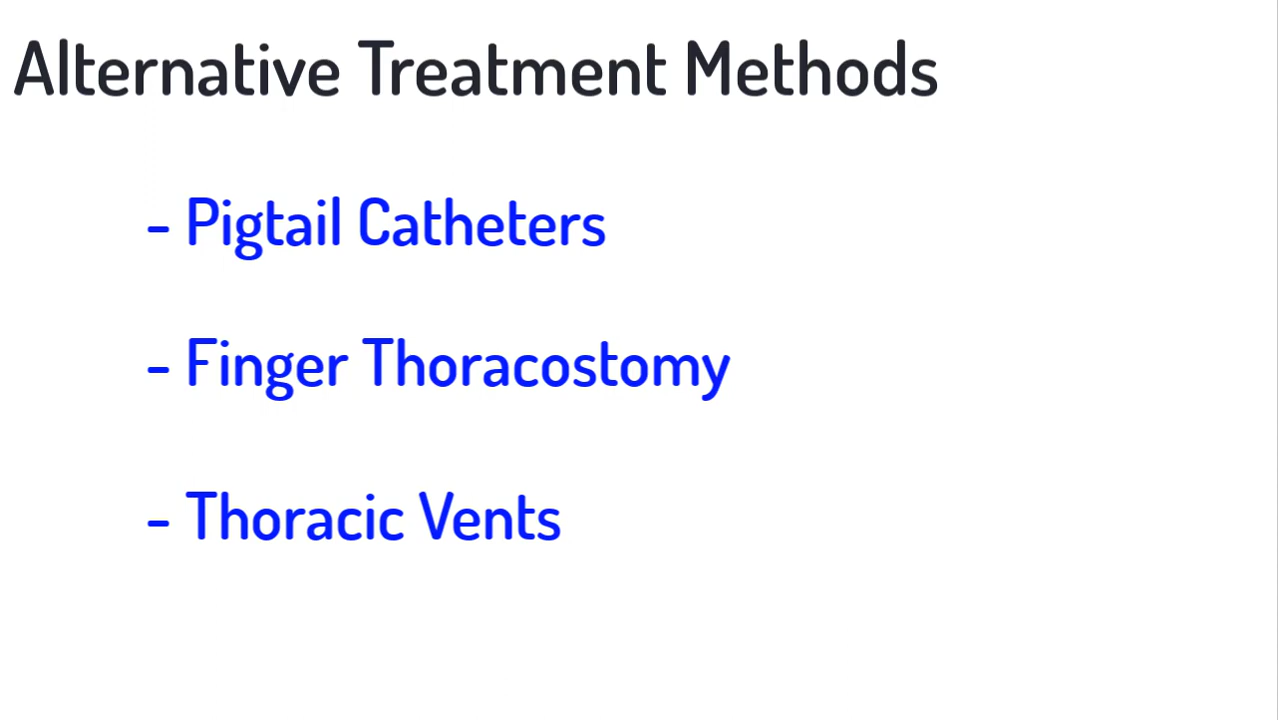 Alternative Treatment Methods
- Pigtail Catheters
- Finger Thoracostomy
- Thoracic Vents